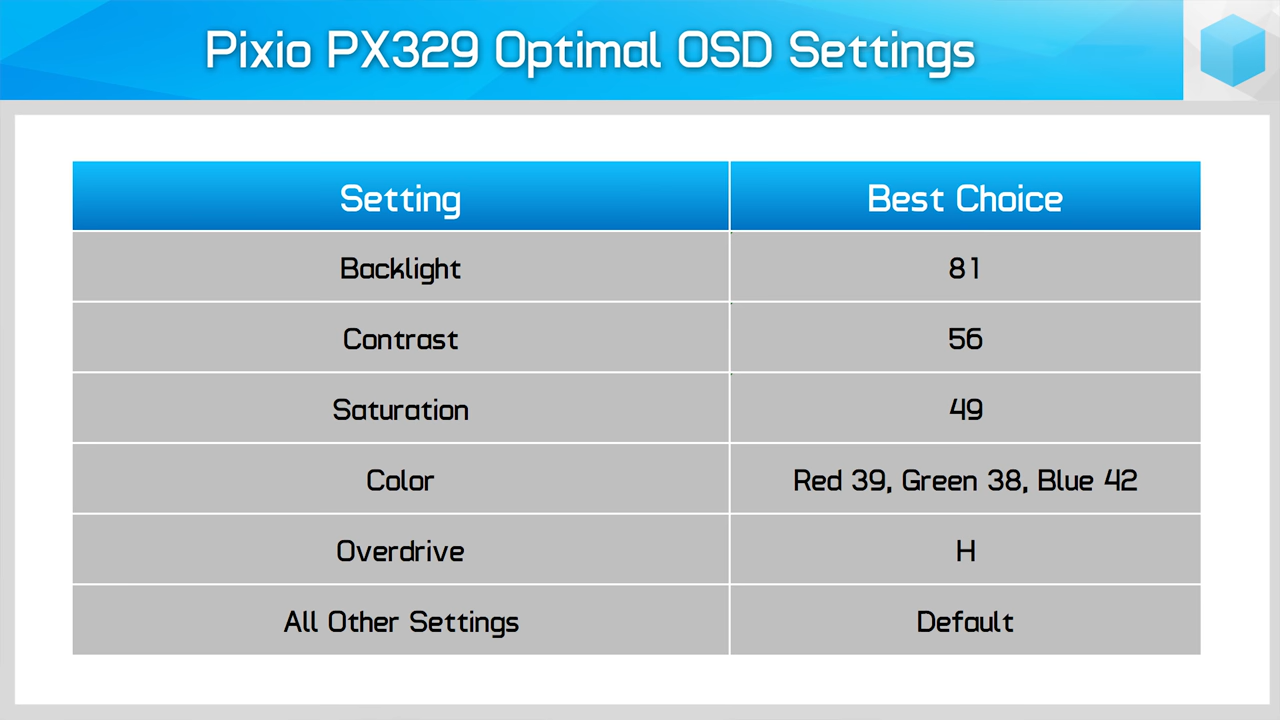 Pixio PX329 Optimal OSD Settings
Setting Best Choice
Backlight 81
Contrast 56
Saturation 49
Color Red 39, Green 38, Blue 42
Overdrive H
All Other Settings Default